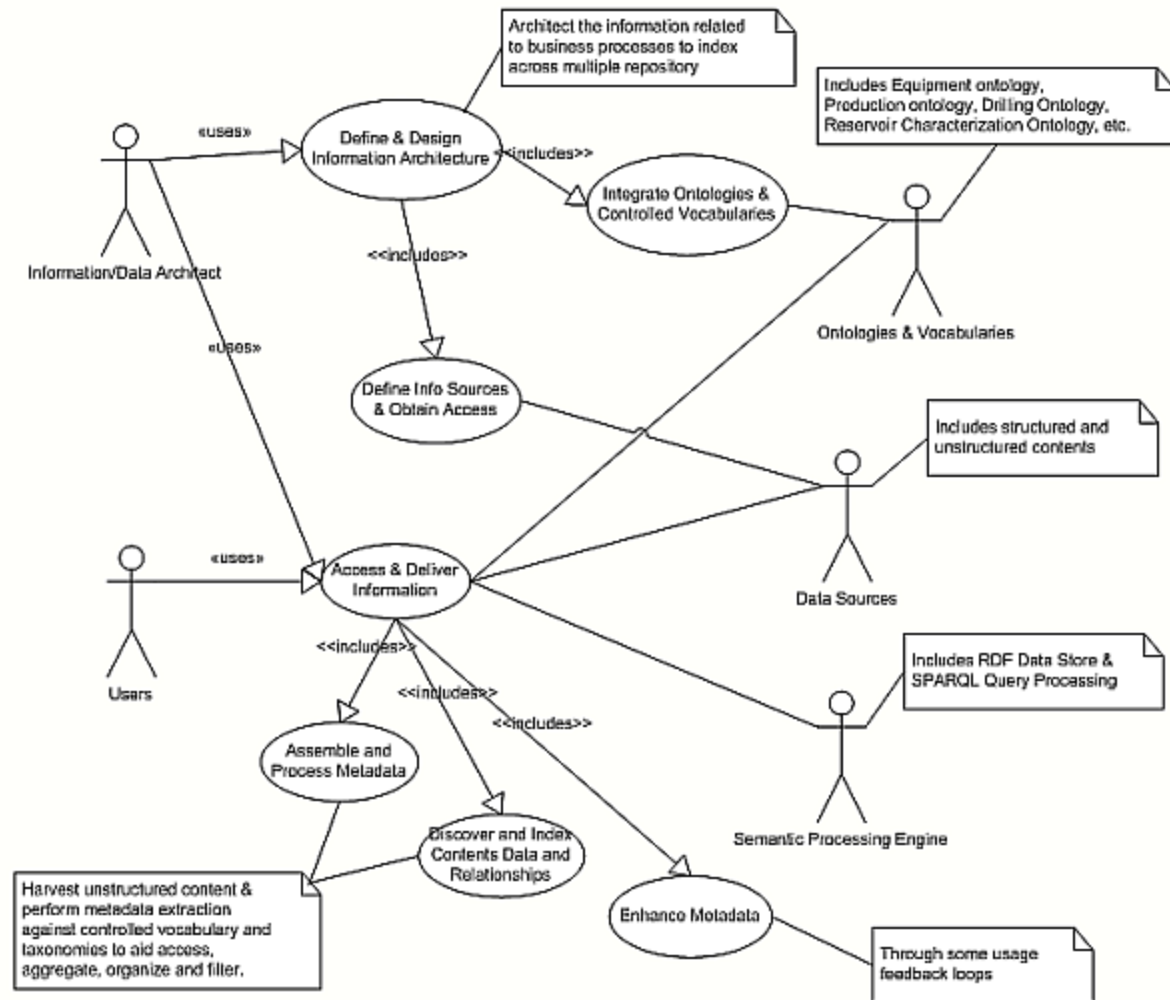 Architect the information related
to business processes to index
across multiple repository
Includes Equipment ontology,
Production ontology, Drilling Ontology,
Reservoir Characterization Ontology, etc.
«uses»
Define & Design
Information Architecture
<<includes>>
Integrate Ontologies &
Controlled Vocabularies
<<includes>>
Information/Data Architect
Ontologies & Vocabularies
«uses»
Define Info Sources
& Obtain Access
Includes structured and
unstructured contents
«uses»
Access & Deliver
Information
Data Sources
<<includes>>
Users
<<includes>>
<<includes>>
Includes RDF Data Store &
SPARQL Query Processing
Assemble and
Process Metadata
Semantic Processing Engine
Discover and Index
Contents Data and
Relationships
Harvest unstructured content &
perform metadata extraction
against controlled vocabulary and
taxonomies to aid access,
aggregate, organize and filter.
Enhance Metadata
Through some usage
feedback loops